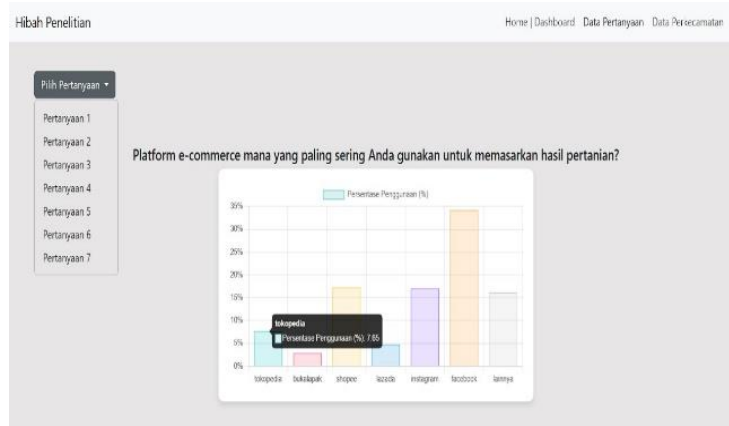 Hibah Penelitian
Home | Dashboard Data Pertanyaan Data Perkecamatan
Pilih Pertanyaan
Pertanyaan 1
Pertanyaan 2
Pertanyaan 3
Pertanyaan 4
Pertanyaan 5
Pertanyaan 6
Pertanyaan 7
Platform e-commerce mana yang paling sering Anda gunakan untuk memasarkan hasil pertanian?
Persentase Penggunaan (%)
35%
30%
25%
20%
15%
10%
5%
0%
tokopedia
Persentase Penggunaan (%): 7.65
tokopedia bukalapak shopee lazada instagram facebook lainnya